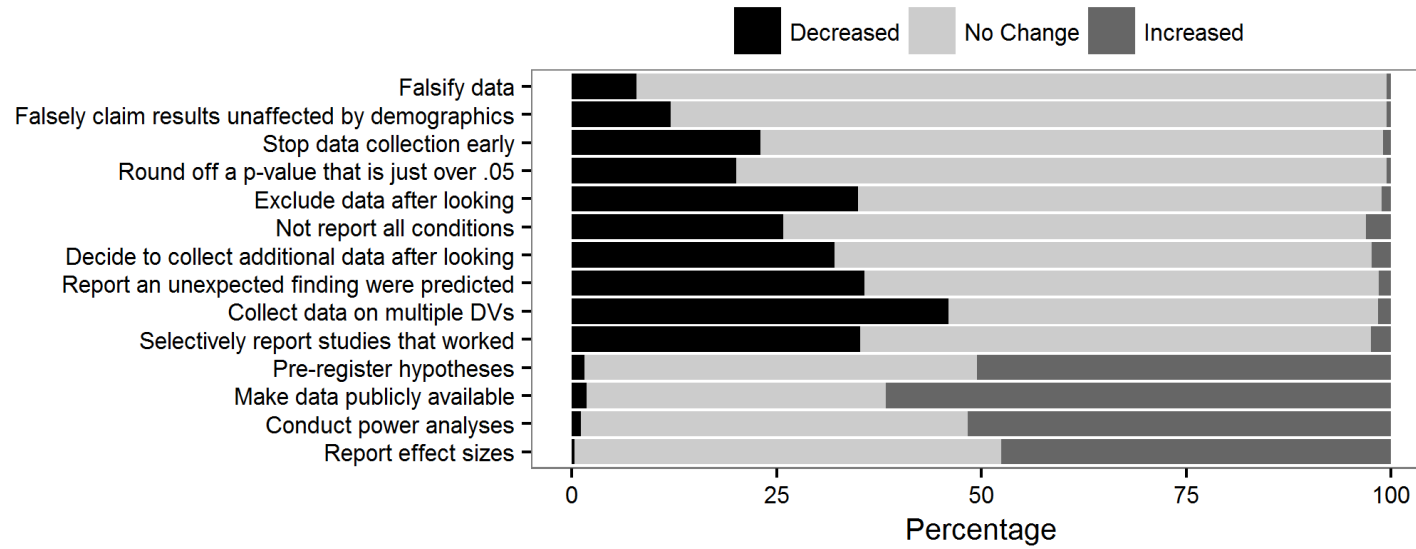 Decreased No Change Increased
Falsify data
Falsely claim results unaffected by demographics
Stop data collection early
Round off a p-value that is just over .05
Exclude data after looking
Not report all conditions
Decide to collect additional data after looking
Report an unexpected finding were predicted
Collect data on multiple DVs
Selectively report studies that worked
Pre-register hypotheses
Make data publicly available
Conduct power analyses
Report effect sizes
0 25 50 75 100
Percentage